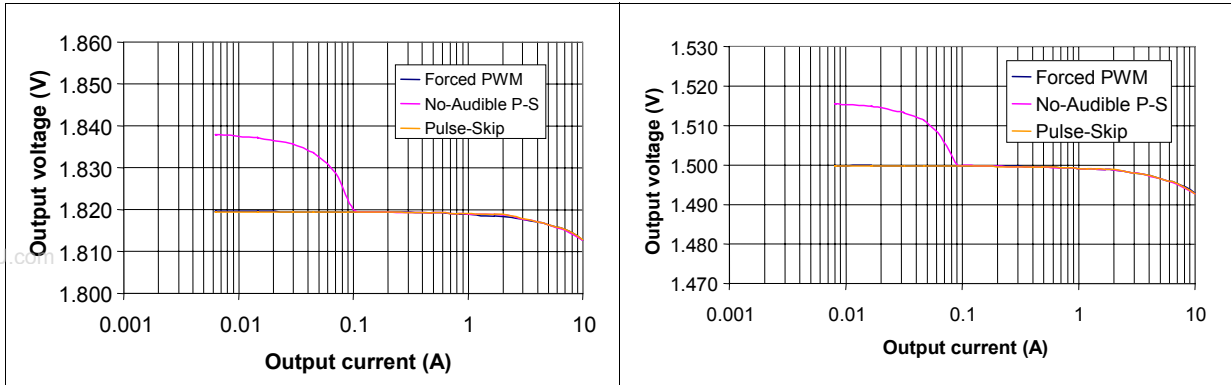 1.860
1.850
1.840
1.830
1.820
1.810
1.800
Output voltage (V)
0.001 0.01 0.1 1 10
Output current (A)
Forced PWM
No-Audible P-S
Pulse-Skip
.com
1.530
1.520
1.510
1.500
1.490
1.480
1.470
Output voltage (V)
0.001 0.01 0.1 1 10
Output current (A)
Forced PWM
No-Audible P-S
Pulse-Skip